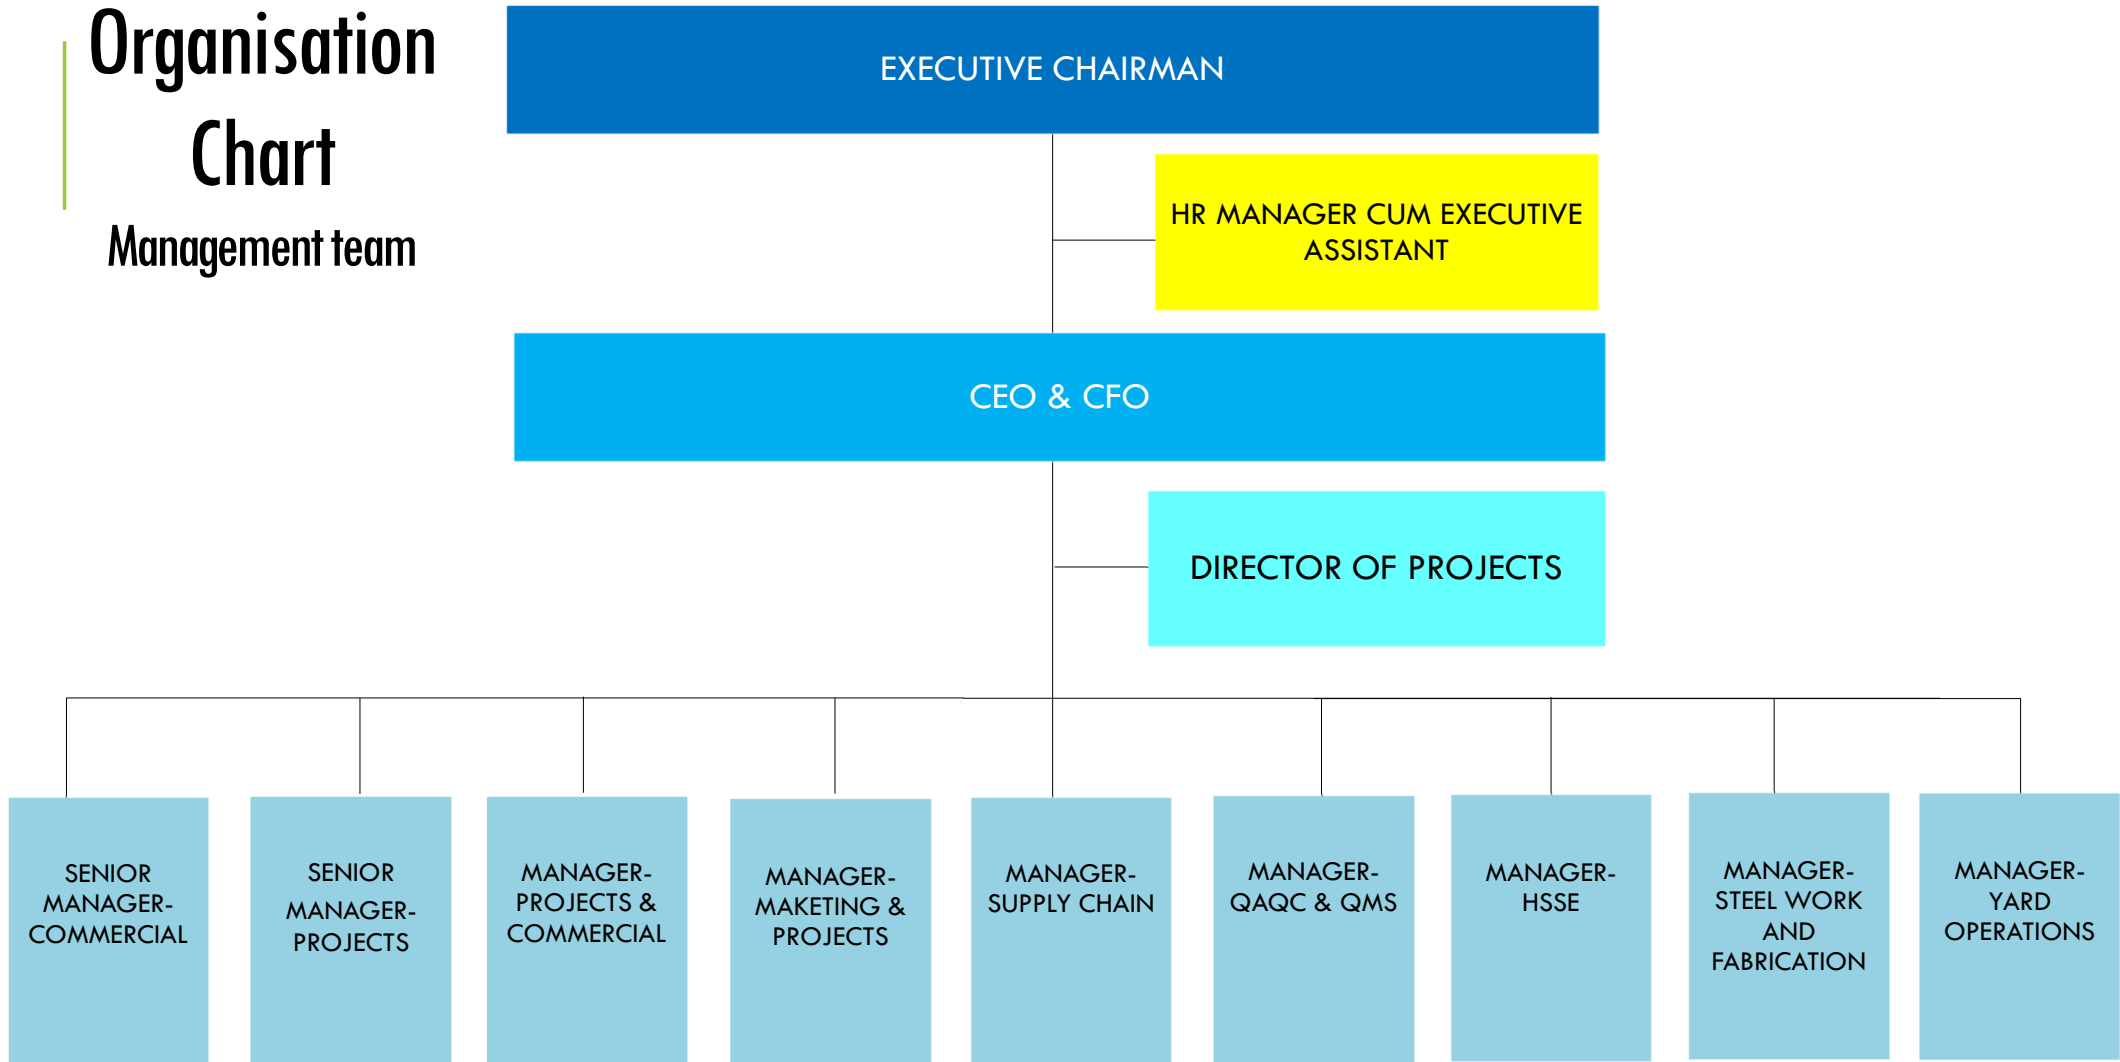 Organisation
Chart
Management team
EXECUTIVE CHAIRMAN
HR MANAGER CUM EXECUTIVE
ASSISTANT
CEO & CFO
DIRECTOR OF PROJECTS
SENIOR
MANAGER-
COMMERCIAL
SENIOR
MANAGER-
PROJECTS
MANAGER-
PROJECTS &
COMMERCIAL
MANAGER-
MAKETING &
PROJECTS
MANAGER-
SUPPLY CHAIN
MANAGER-
QAQC & QMS
MANAGER-
HSSE
MANAGER-
STEEL WORK
AND
FABRICATION
MANAGER-
YARD
OPERATIONS